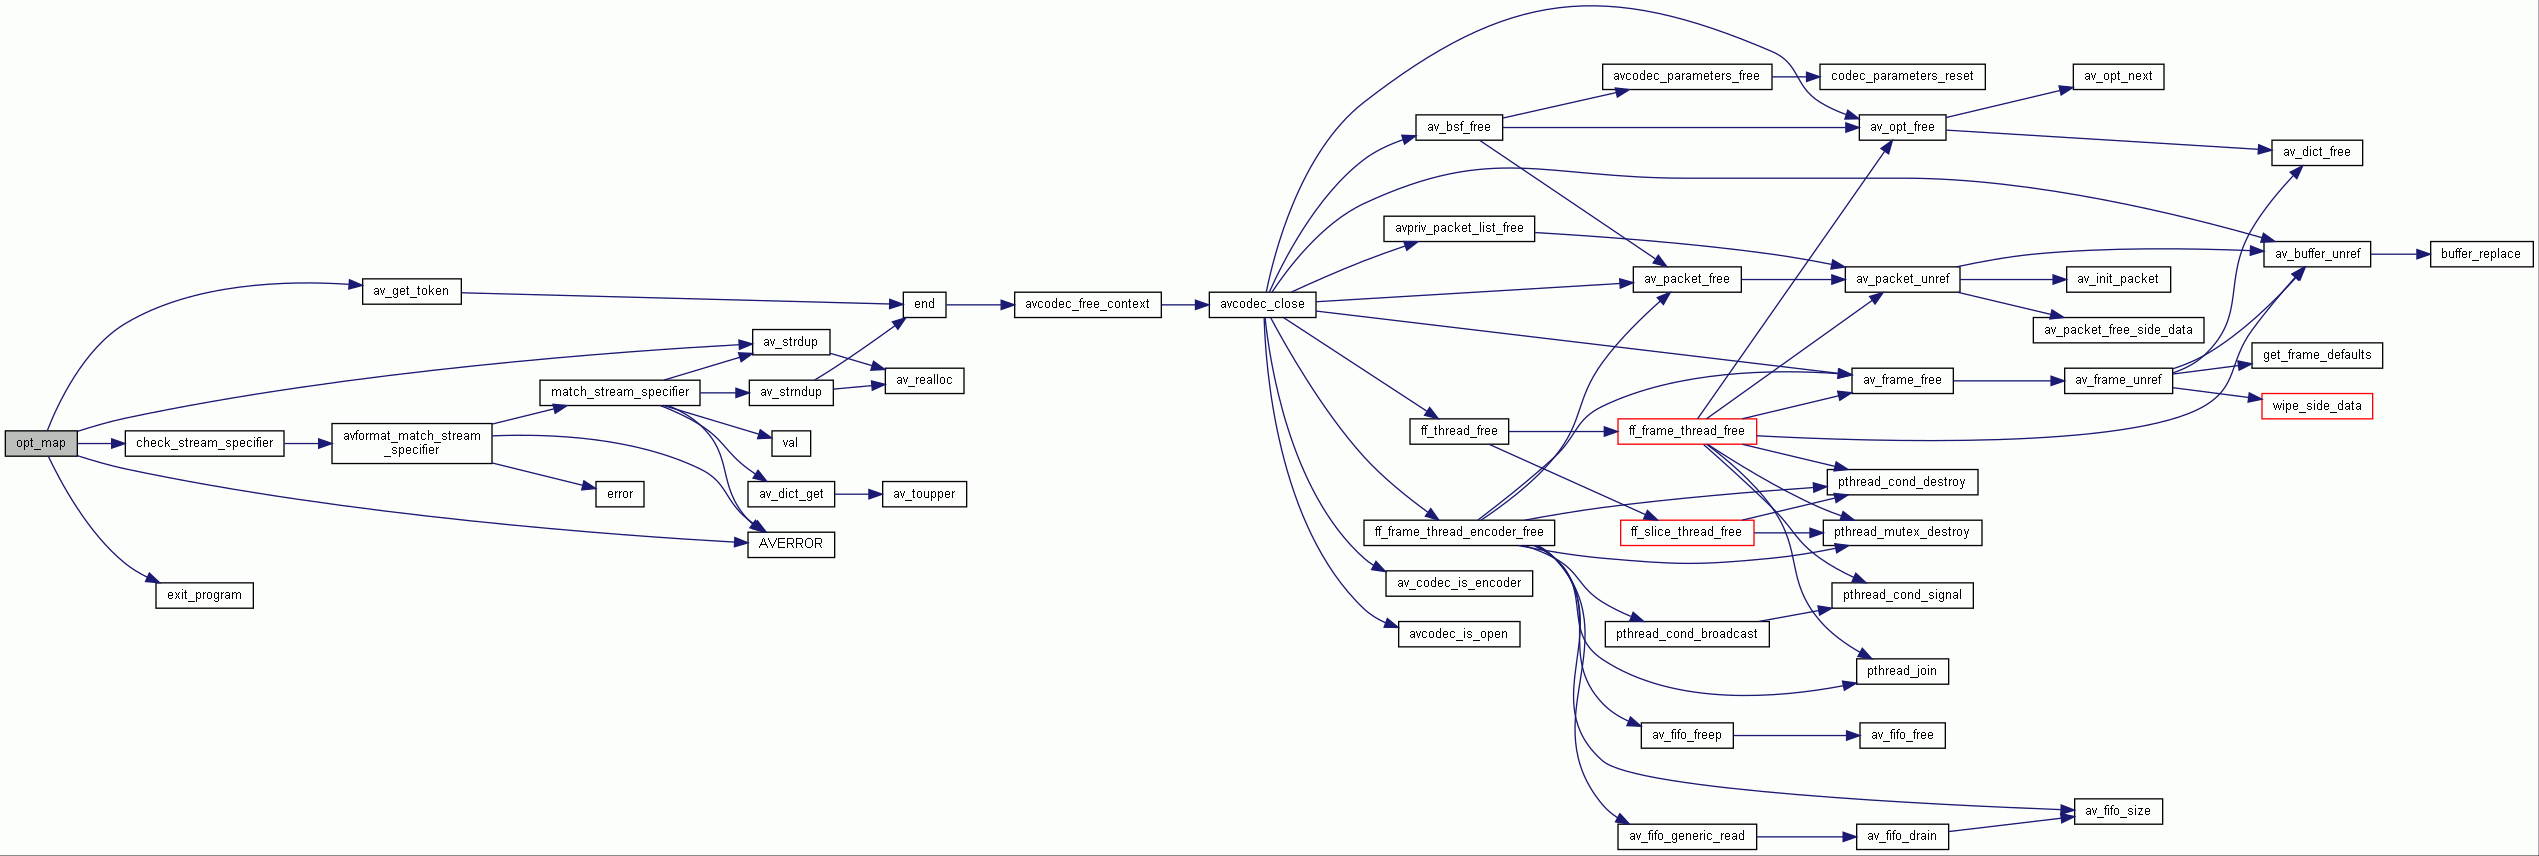 opt_map
av_get_token
check_stream_specifier
exit_program
avformat_match_stream
_specifier
match_stream_specifier
error
av_strdup
av_strndup
val
av_dict_get
AVERROR
end
av_realloc
av_toupper
avcodec_free_context
avcodec_close
av_bsf_free
avpriv_packet_list_free
ff_thread_free
ff_frame_thread_encoder_free
av_codec_is_encoder
avcodec_is_open
avcodec_parameters_free
av_packet_free
ff_frame_thread_free
ff_slice_thread_free
pthread_cond_broadcast
av_fifo_freep
av_fifo_generic_read
codec_parameters_reset
av_opt_free
av_packet_unref
av_frame_free
pthread_cond_destroy
pthread_mutex_destroy
pthread_cond_signal
pthread_join
av_fifo_free
av_fifo_drain
av_opt_next
av_init_packet
av_packet_free_side_data
av_frame_unref
av_fifo_size
av_dict_free
av_buffer_unref
get_frame_defaults
wipe_side_data
buffer_replace